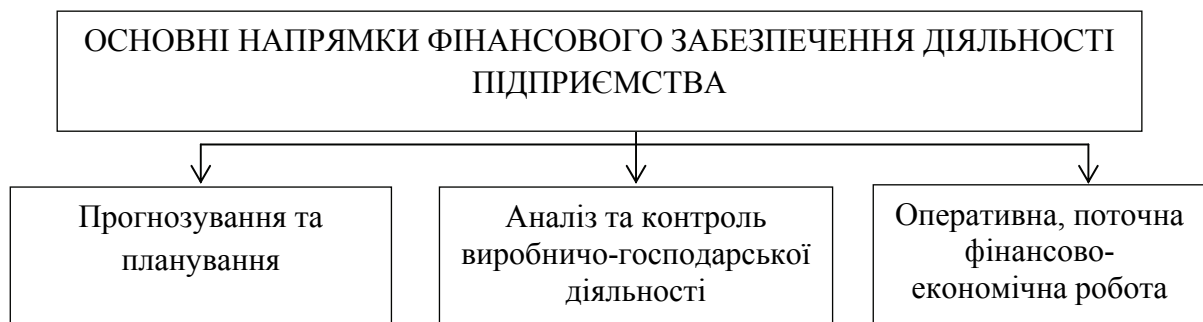 ОСНОВНІ НАПРЯМКИ ФІНАНСОВОГО ЗАБЕЗПЕЧЕННЯ ДІЯЛЬНОСТІ
ПІДПРИЄМСТВА
Прогнозування та
планування
Аналіз та контроль
виробничо-господарської
діяльності
Оперативна, поточна
фінансово-
економічна робота